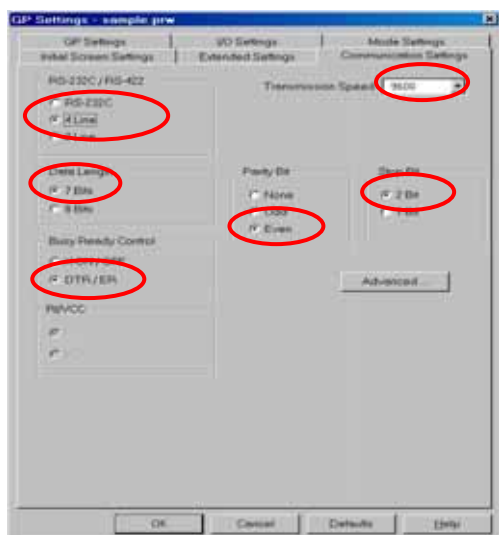 GP Settings - sample.prw
GP Settings
I/O Settings
Mode Settings
Initial Screen Settings
Extended Settings
Communication Settings
RS-232C / RS-422
RS-232C
4 Line
2 Line
Transmission Speed 9600
Data Length
7 Bits
8 Bits
Parity Bit
None
Odd
Even
Stop Bit
2 Bit
1 Bit
Busy Ready Control
DTR / ER
RI/VCC
Advanced
OK
Cancel
Defaults
Help